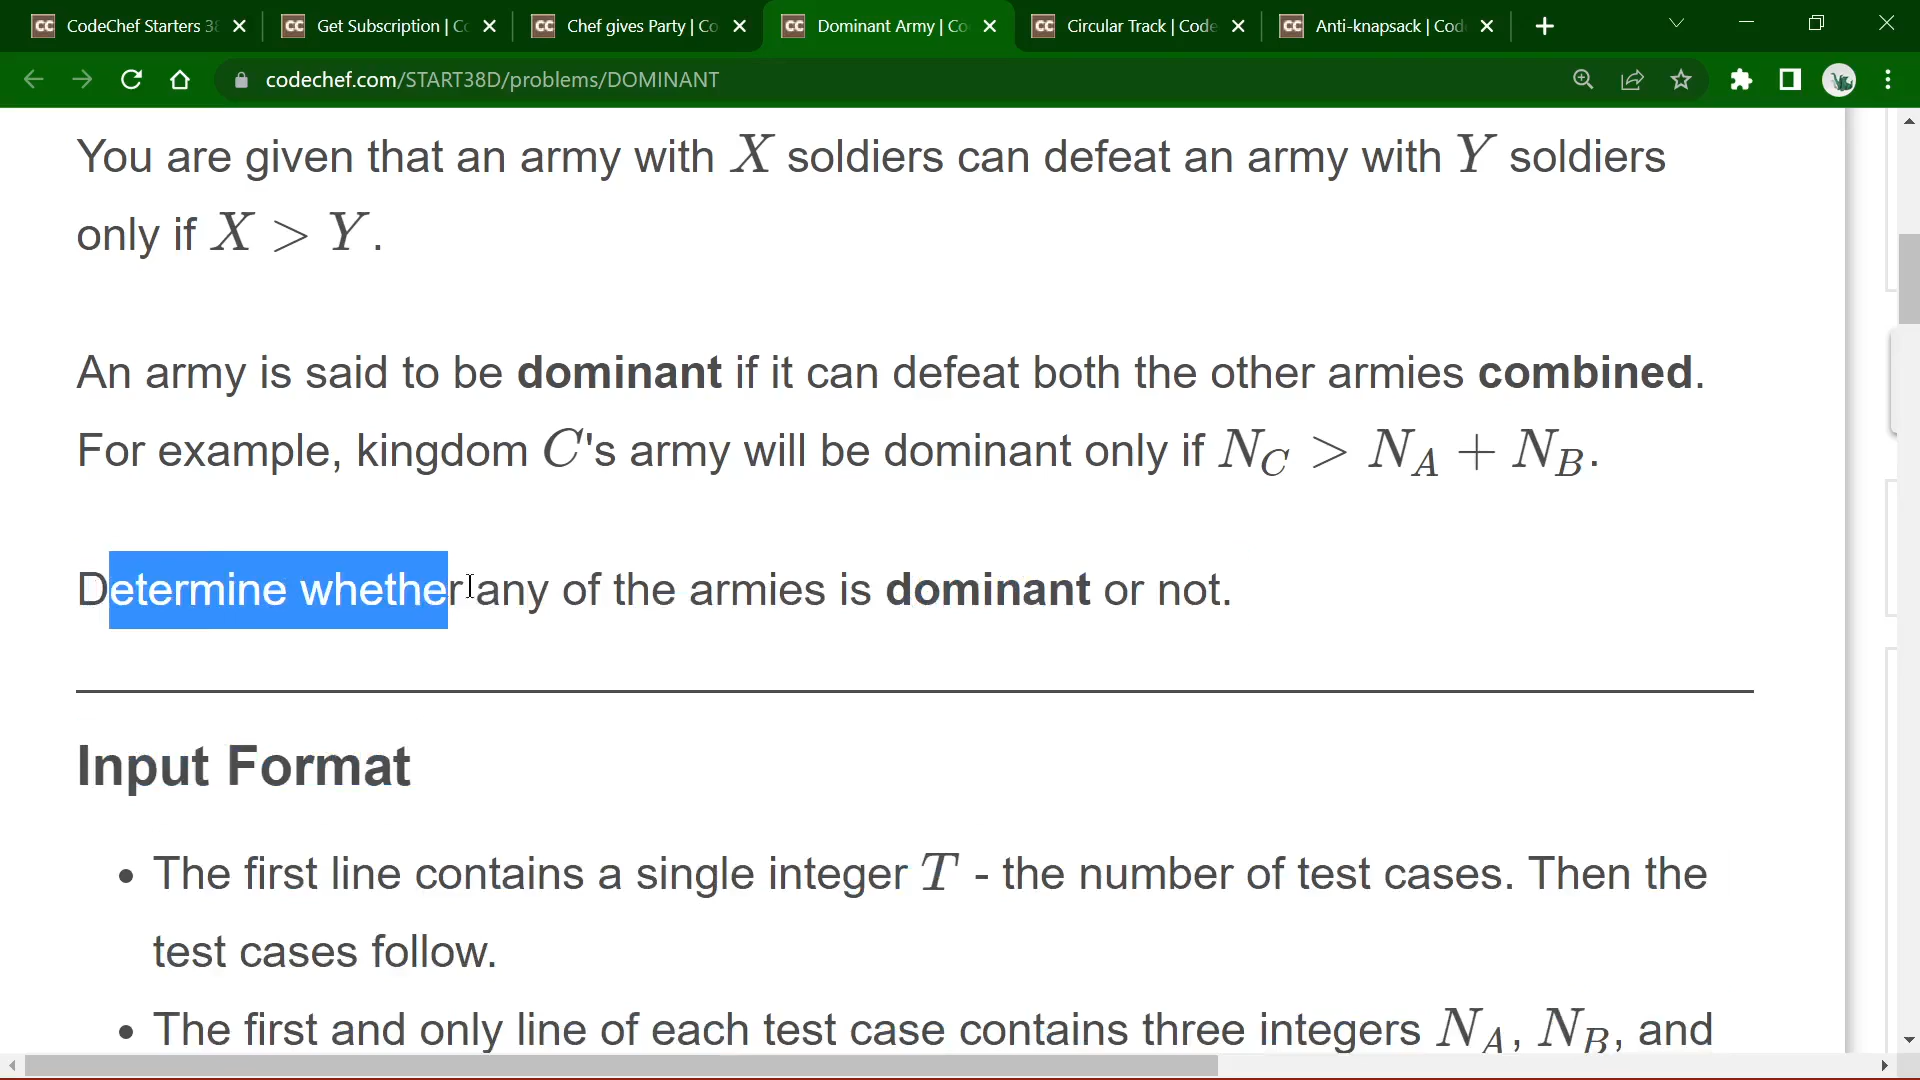 CodeChef Starters 38
Get Subscription | Co
Chef gives Party | Co
Dominant Army | Co
Circular Track | Code
Anti-knapsack | Code
codechef.com/START38D/problems/DOMINANT
You are given that an army with X soldiers can defeat an army with Y soldiers
only if X > Y.
An army is said to be dominant if it can defeat both the other armies combined.
For example, kingdom C's army will be dominant only if N_C > N_A + N_B.
Determine whether any of the armies is dominant or not.
Input Format
• The first line contains a single integer T - the number of test cases. Then the
test cases follow.
• The first and only line of each test case contains three integers N_A, N_B, and